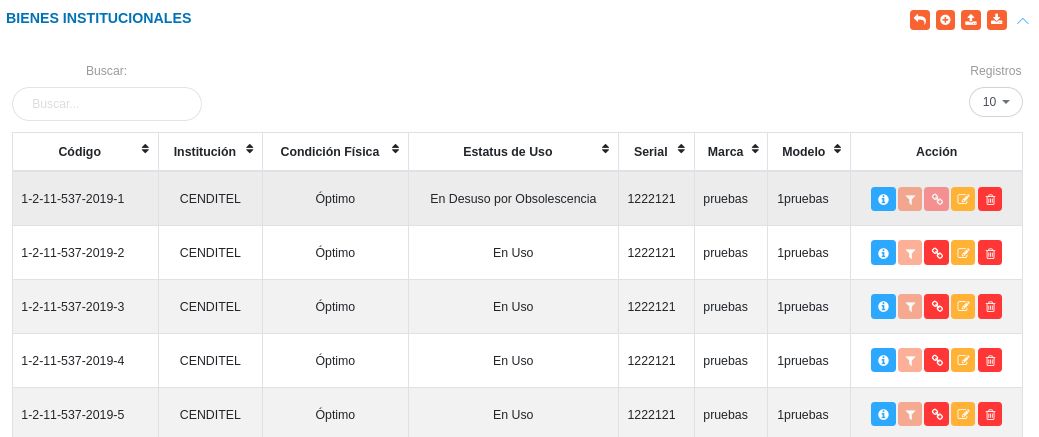 BIENES INSTITUCIONALES
Buscar:
Registros
Buscar...
10
Código Institución Condición Física Estatus de Uso Serial Marca Modelo Acción
1-2-11-537-2019-1 CENDITEL Óptimo En Desuso por Obsolescencia 1222121 pruebas 1pruebas
1-2-11-537-2019-2 CENDITEL Óptimo En Uso 1222121 pruebas 1pruebas
1-2-11-537-2019-3 CENDITEL Óptimo En Uso 1222121 pruebas 1pruebas
1-2-11-537-2019-4 CENDITEL Óptimo En Uso 1222121 pruebas 1pruebas
1-2-11-537-2019-5 CENDITEL Óptimo En Uso 1222121 pruebas 1pruebas